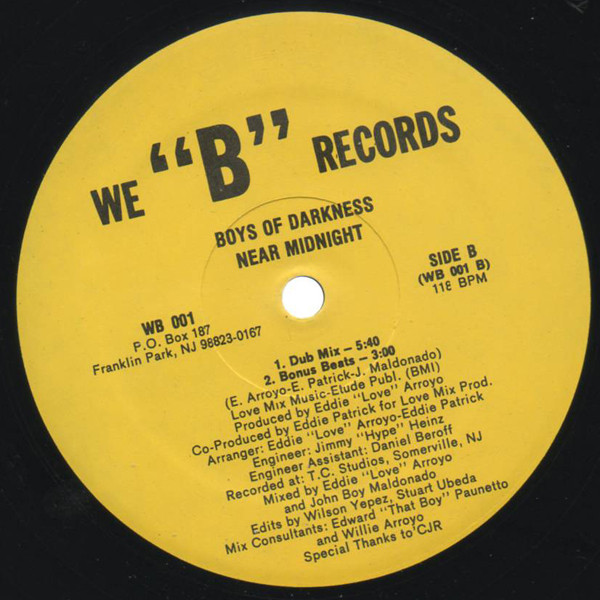 WE "B" RECORDS
BOYS OF DARKNESS
NEAR MIDNIGHT
SIDE B
(WB 001 B)
118 BPM
WB 001
P.O. Box 187
Franklin Park, NJ 98823-0167
1. Dub Mix – 5:40
2. Bonus Beats – 3:00
(E. Arroyo-E. Patrick-J. Maldonado)
Love Mix Music-Elude Publ. (BMI)
Produced by Eddie "Love" Arroyo
Co-Produced by Eddie Patrick for Love Mix Prod.
Arranger: Eddie "Love" Arroyo-Eddie Patrick
Engineer: Jimmy "Hype" Heinz
Engineer Assistant: Daniel Beroff
Recorded at: T.C. Studios, Somerville, NJ
Mixed by Eddie "Love" Arroyo
and John Boy Maldonado
Edits by Wilson Yepez, Stuart Ubeda
Mix Consultants: Edward "That Boy" Paunetto
and Willie Arroyo
Special Thanks to CJR